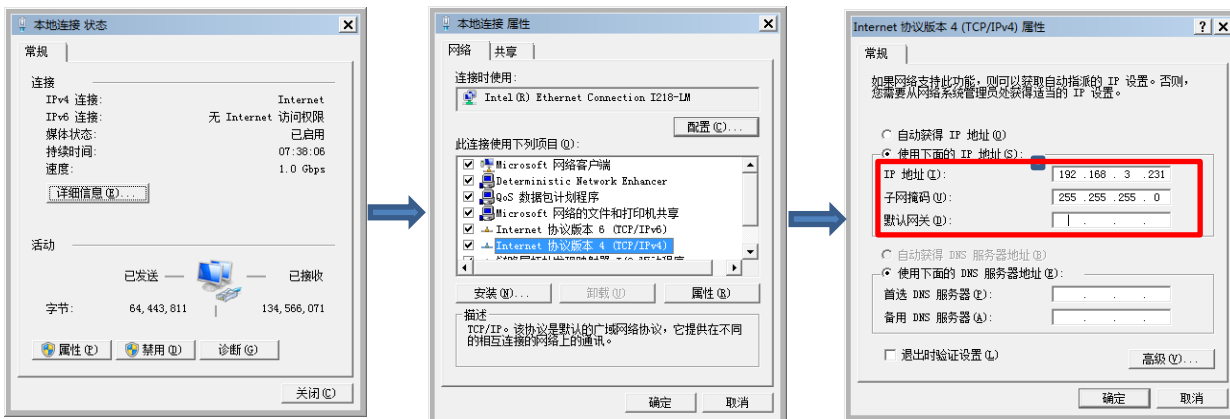 本地连接 状态
常规
连接
IPv4 连接: Internet
IPv6 连接: 无 Internet 访问权限
媒体状态: 已启用
持续时间: 07:38:06
速度: 1.0 Gbps
详细信息(E)...
活动
已发送 — — 已接收
字节: 64,443,811 | 134,566,071
属性(P) 禁用(D) 诊断(G)
关闭(C)
本地连接 属性
网络 共享
连接时使用:
Intel(R) Ethernet Connection I218-LM
配置(C)...
此连接使用下列项目(O):
Microsoft 网络客户端
Deterministic Network Enhancer
QoS 数据包计划程序
Microsoft 网络的文件和打印机共享
Internet 协议版本 6 (TCP/IPv6)
Internet 协议版本 4 (TCP/IPv4)
安装(N)... 卸载(U) 属性(R)
描述
TCP/IP。该协议是默认的广域网络协议，它提供在不同
的相互连接的网络上的通讯。
确定 取消
Internet 协议版本 4 (TCP/IPv4) 属性
常规
如果网络支持此功能，则可以获取自动指派的 IP 设置。否则，
您需要从网络系统管理员处获得适当的 IP 设置。
自动获得 IP 地址(O)
使用下面的 IP 地址(S):
IP 地址(I): 192 .168 . 3 .231
子网掩码(U): 255 .255 .255 . 0
默认网关(D): . . .
自动获得 DNS 服务器地址(B)
使用下面的 DNS 服务器地址(E):
首选 DNS 服务器(P): . . .
备用 DNS 服务器(A): . . .
退出时验证设置(L)
高级(V)...
确定 取消